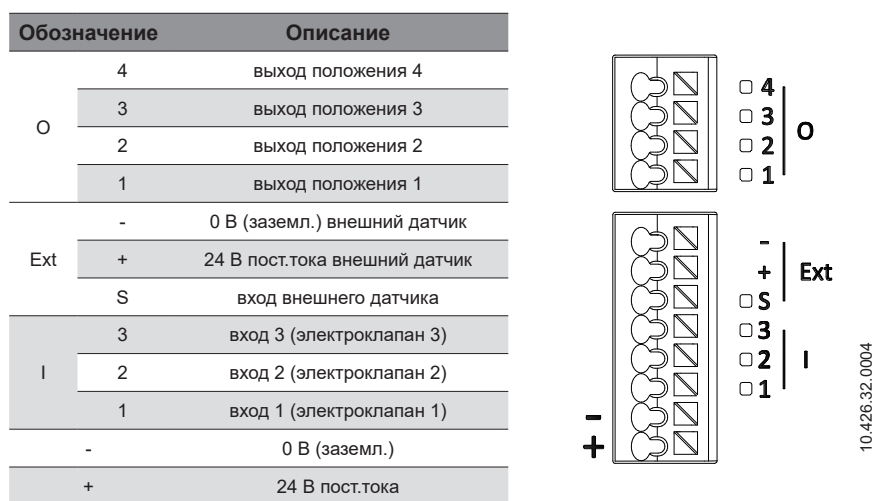 Обозначение Описание
4 выход положения 4
3 выход положения 3
O
2 выход положения 2
1 выход положения 1
- 0 В (заземл.) внешний датчик
Ext + 24 В пост.тока внешний датчик
S вход внешнего датчика
3 вход 3 (электроклапан 3)
I 2 вход 2 (электроклапан 2)
1 вход 1 (электроклапан 1)
- 0 В (заземл.)
+ 24 В пост.тока
4
3
O
2
1
-
+ Ext
S
3
2 I
1
-
+
10.426.32.0004